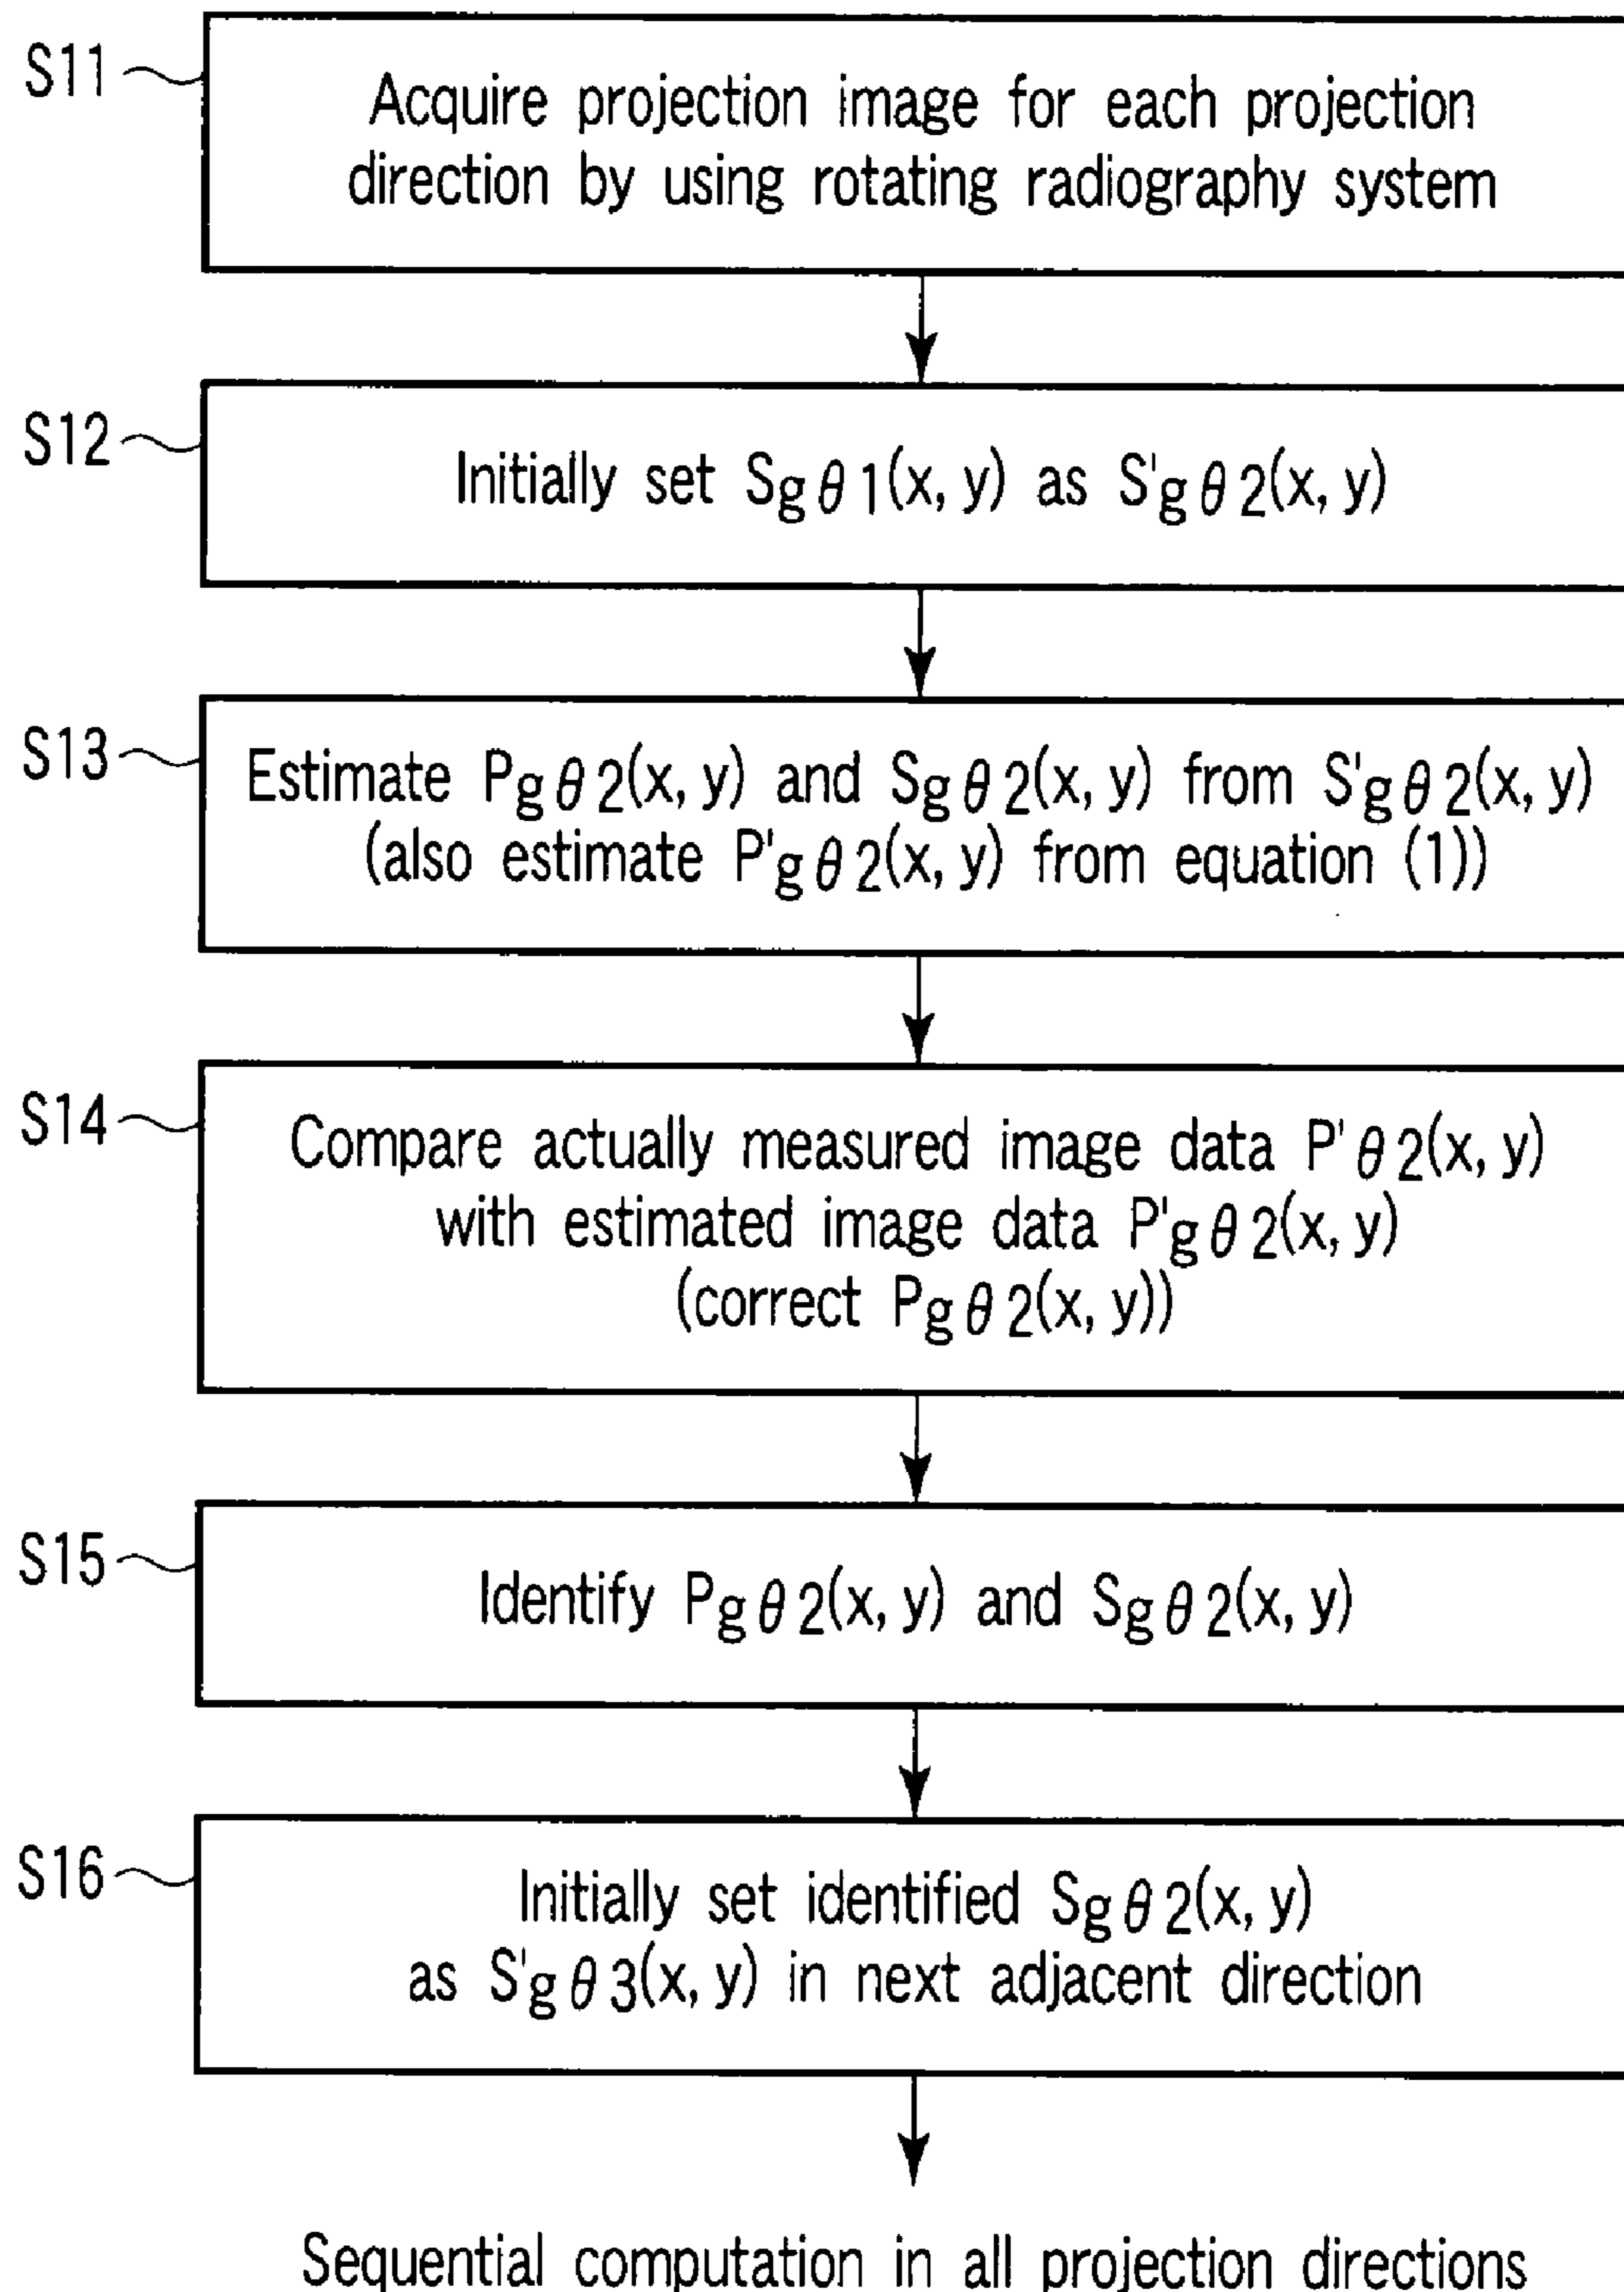 S11
Acquire projection image for each projection
direction by using rotating radiography system
S12
Initially set Sgθ1(x, y) as S'gθ2(x, y)
S13
Estimate Pgθ2(x, y) and Sgθ2(x, y) from S'gθ2(x, y)
(also estimate P'gθ2(x, y) from equation (1))
S14
Compare actually measured image data P'θ2(x, y)
with estimated image data P'gθ2(x, y)
(correct Pgθ2(x, y))
S15
Identify Pgθ2(x, y) and Sgθ2(x, y)
S16
Initially set identified Sgθ2(x, y)
as S'gθ3(x, y) in next adjacent direction
Sequential computation in all projection directions